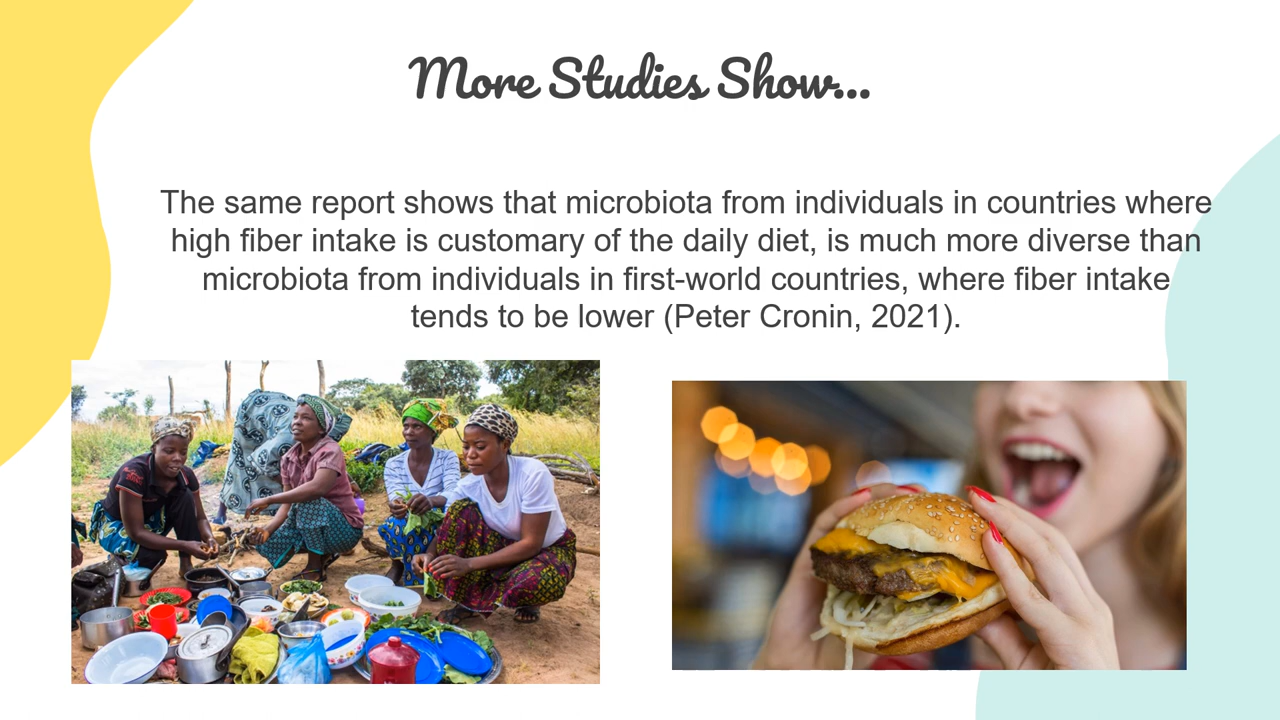 More Studies Show...
The same report shows that microbiota from individuals in countries where
high fiber intake is customary of the daily diet, is much more diverse than
microbiota from individuals in first-world countries, where fiber intake
tends to be lower (Peter Cronin, 2021).